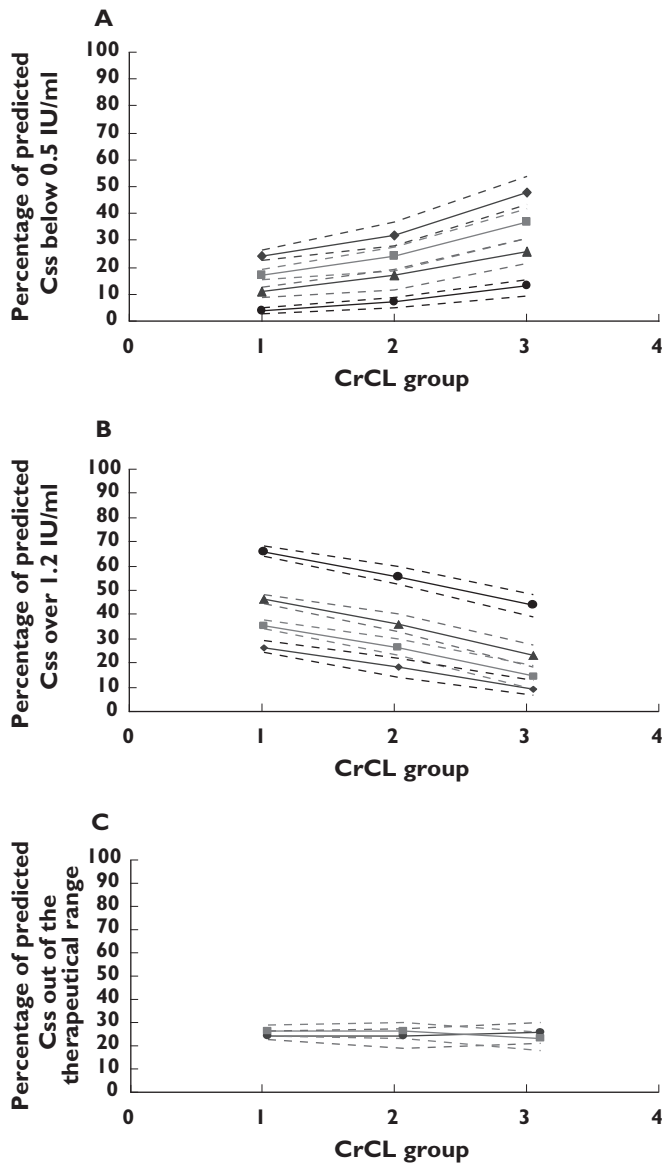 A
Percentage of predicted
Css below 0.5 IU/ml
100
90
80
70
60
50
40
30
20
10
0
0 1 2 3 4
CrCL group
B
Percentage of predicted
Css over 1.2 IU/ml
100
90
80
70
60
50
40
30
20
10
0
0 1 2 3 4
CrCL group
C
Percentage of predicted
Css out of the
therapeutical range
100
90
80
70
60
50
40
30
20
10
0
0 1 2 3 4
CrCL group